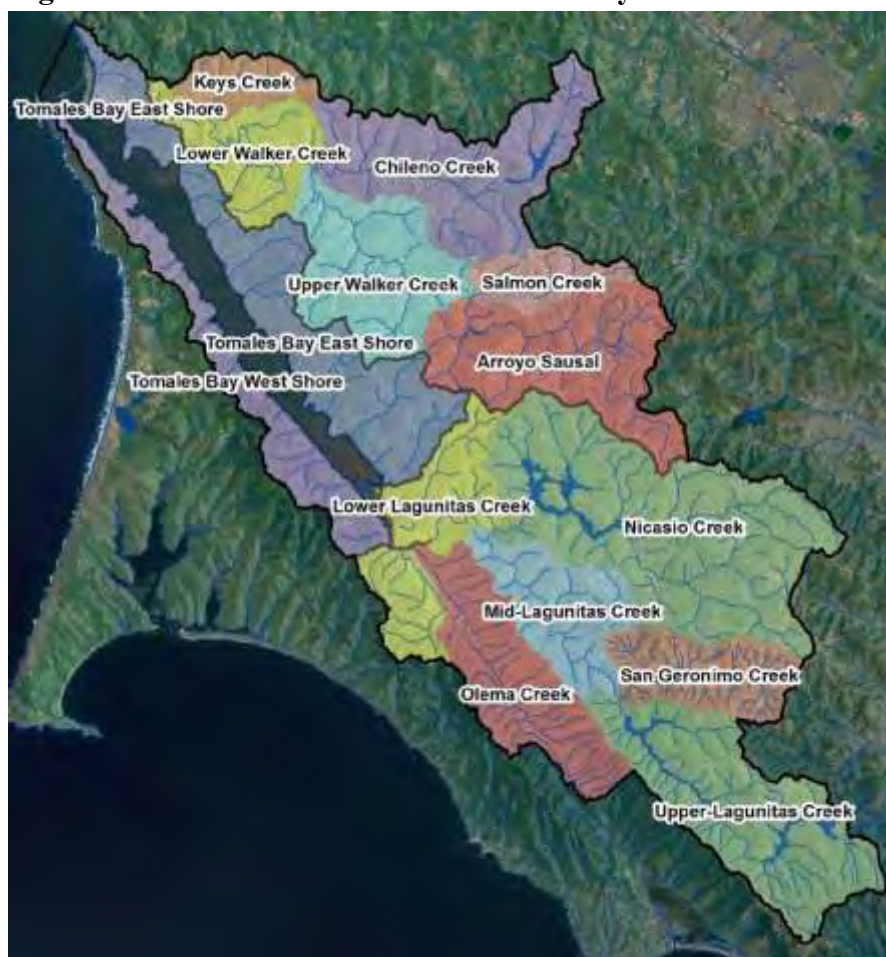 Keys Creek
Tomales Bay East Shore
Lower Walker Creek
Chileno Creek
Upper Walker Creek
Salmon Creek
Tomales Bay East Shore
Arroyo Sausal
Tomales Bay West Shore
Lower Lagunitas Creek
Nicasio Creek
Mid-Lagunitas Creek
San Geronimo Creek
Olema Creek
Upper-Lagunitas Creek